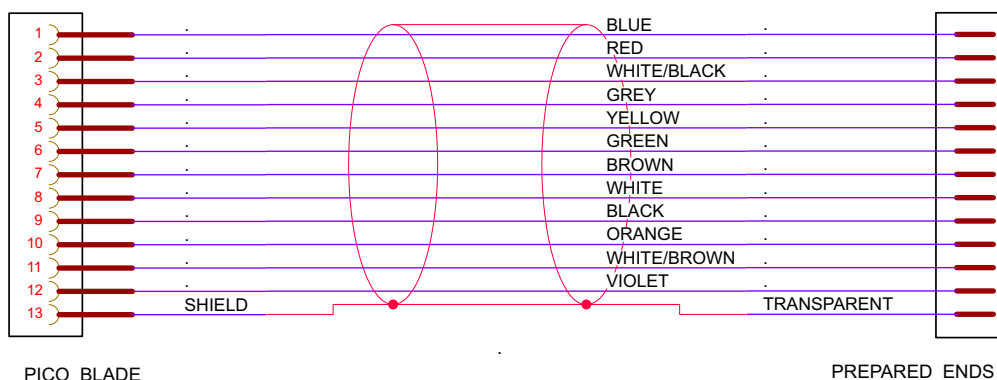 1 BLUE
2 RED
3 WHITE/BLACK
4 GREY
5 YELLOW
6 GREEN
7 BROWN
8 WHITE
9 BLACK
10 ORANGE
11 WHITE/BROWN
12 VIOLET
13 SHIELD TRANSPARENT
PICO BLADE PREPARED ENDS